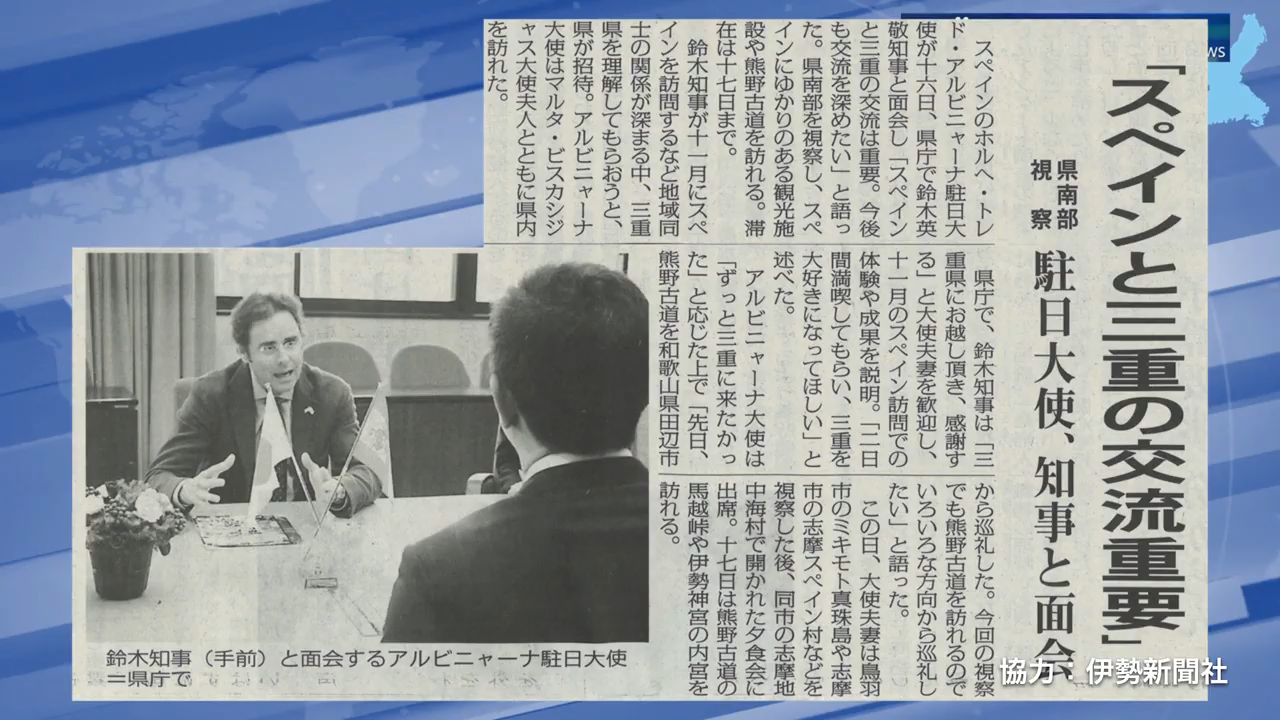 「スペインと三重の交流重要」
県南部
視察
駐日大使、知事と面会
スペインのホルヘ・トレ
ド・アルビニャーナ駐日大
使が十六日、県庁で鈴木英
敬知事と面会し「スペイン
と三重の交流は重要。今後
も交流を深めたい」と語っ
た。県南部を視察し、スペ
インにゆかりのある観光施
設や熊野古道を訪れる。滞
在は十七日まで。
鈴木知事が十一月にスペ
インを訪問するなど地域同
士の関係が深まる中、三重
県を理解してもらおうと、
県が招待。アルビニャーナ
大使はマルタ・ビスカシジ
ャス大使夫人とともに県内
を訪れた。
県庁で、鈴木知事は「三
重県にお越し頂き、感謝す
る」と大使夫妻を歓迎し、
十一月のスペイン訪問での
体験や成果を説明。「二日
間満喫してもらい、三重を
大好きになってほしい」と
述べた。
アルビニャーナ大使は
「ずっと三重に来たかっ
た」と応じた上で「先日、
熊野古道を和歌山県田辺市
から巡礼した。今回の視察
でも熊野古道を訪れるので
いろいろな方向から巡礼し
たい」と語った。
この日、大使夫妻は鳥羽
市のミキモト真珠島や志摩
市の志摩スペイン村などを
視察した後、同市の志摩地
中海村で開かれた夕食会に
出席。十七日は熊野古道の
馬越峠や伊勢神宮の内宮を
訪れる。
鈴木知事（手前）と面会するアルビニャーナ駐日大使
＝県庁で
協力：伊勢新聞社